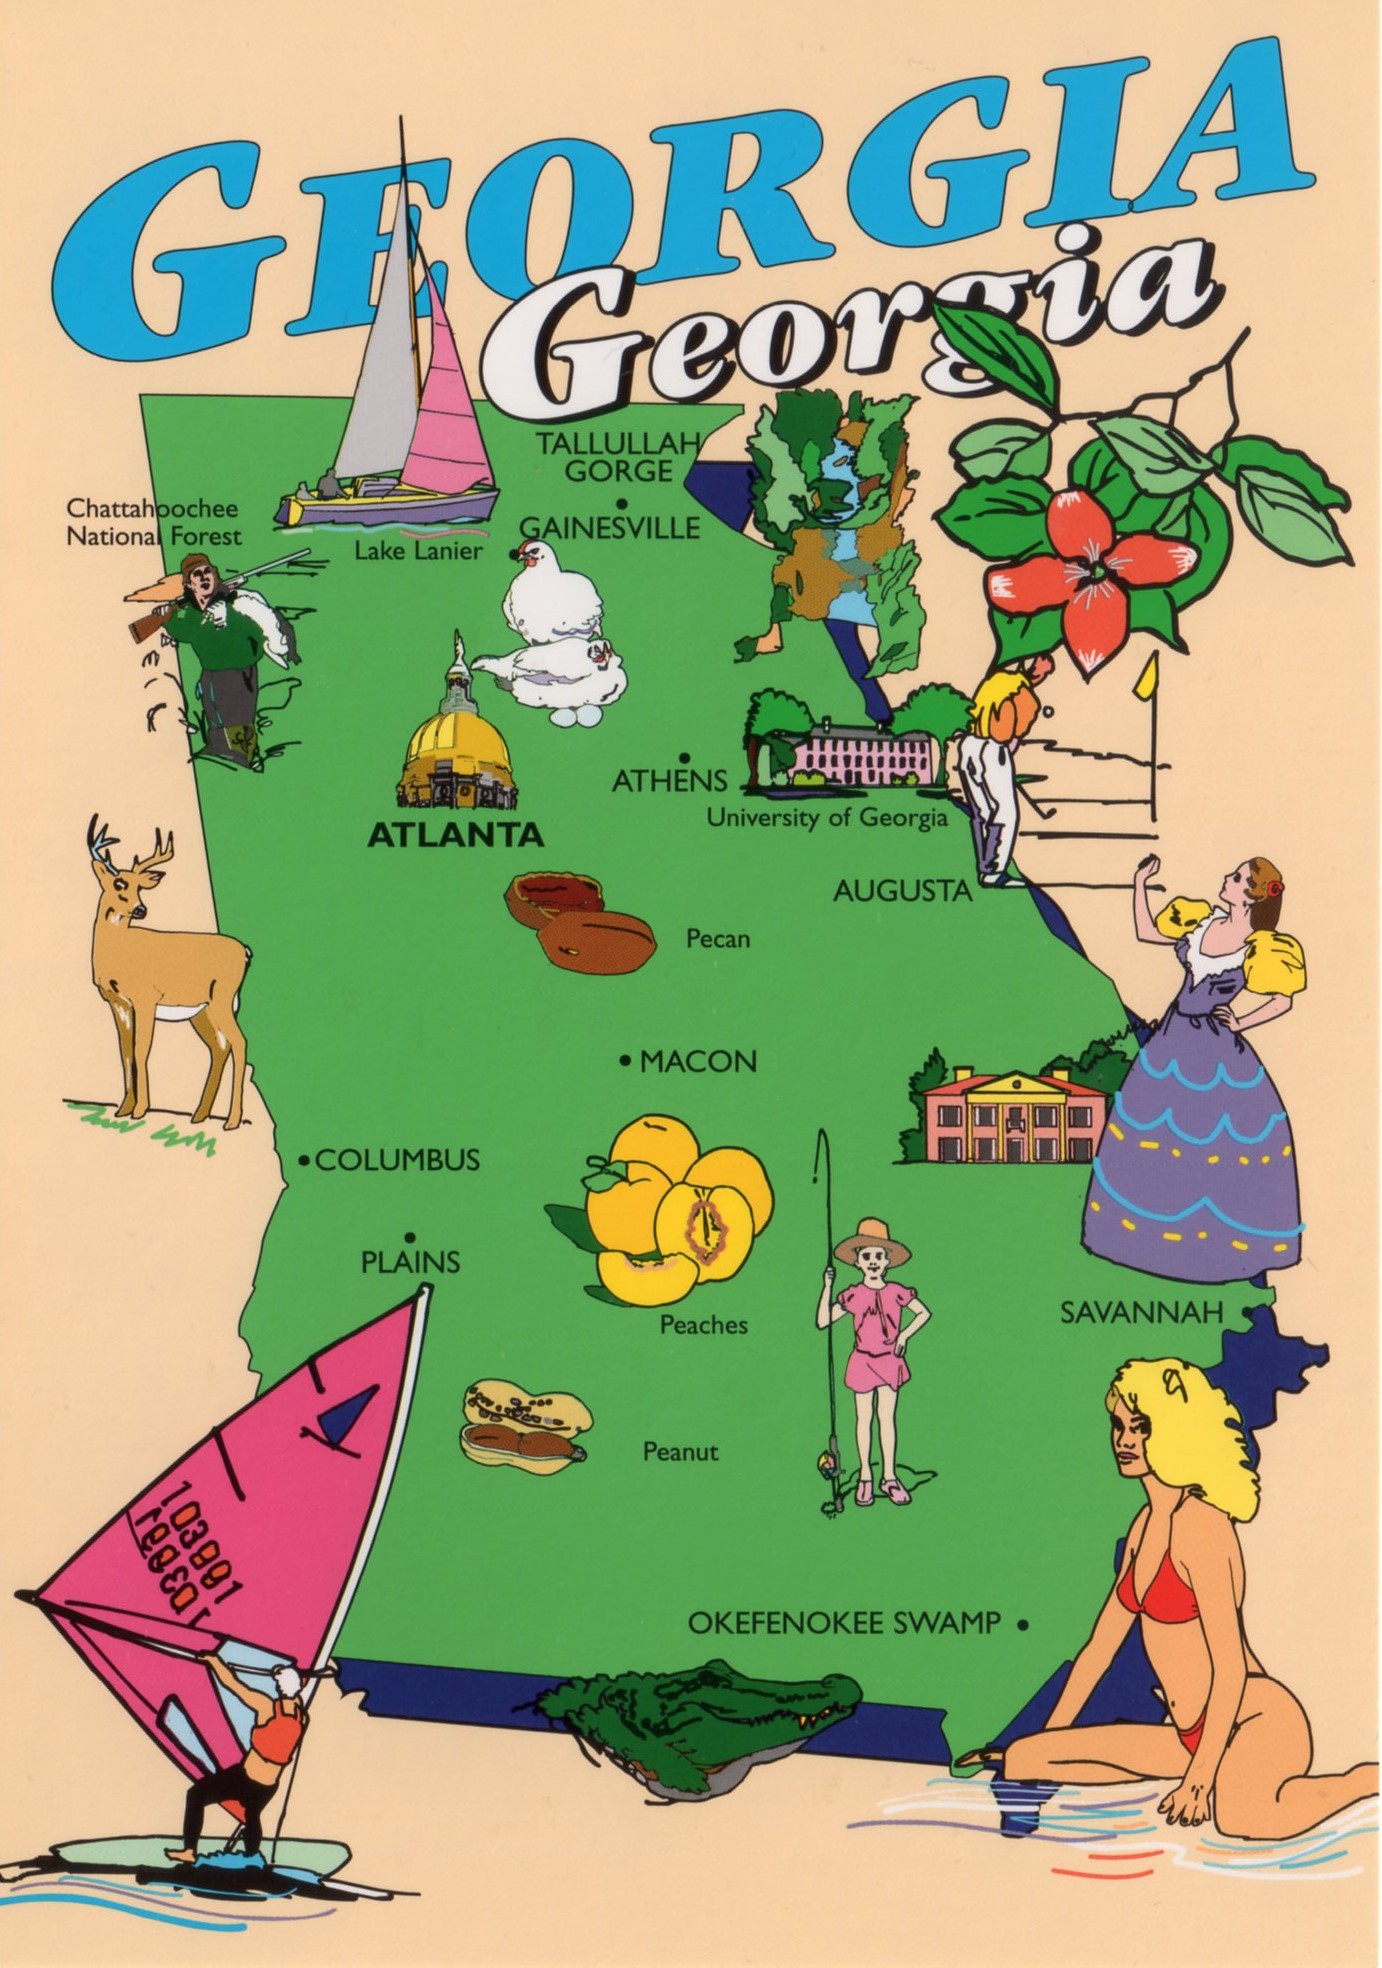 GEORGIA
Georgia
TALLULLAH
GORGE
GAINESVILLE
Chattahoochee
National Forest
Lake Lanier
ATHENS
University of Georgia
ATLANTA
AUGUSTA
Pecan
MACON
COLUMBUS
PLAINS
SAVANNAH
Peaches
Peanut
OKEFENOKEE SWAMP